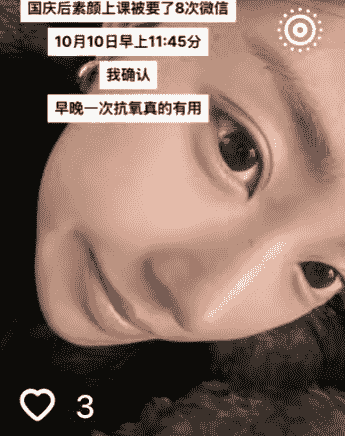 国庆后素颜上课被要了8次微信
10月10日早上11:45分
我确认
早晚一次抗氧真的有用
3